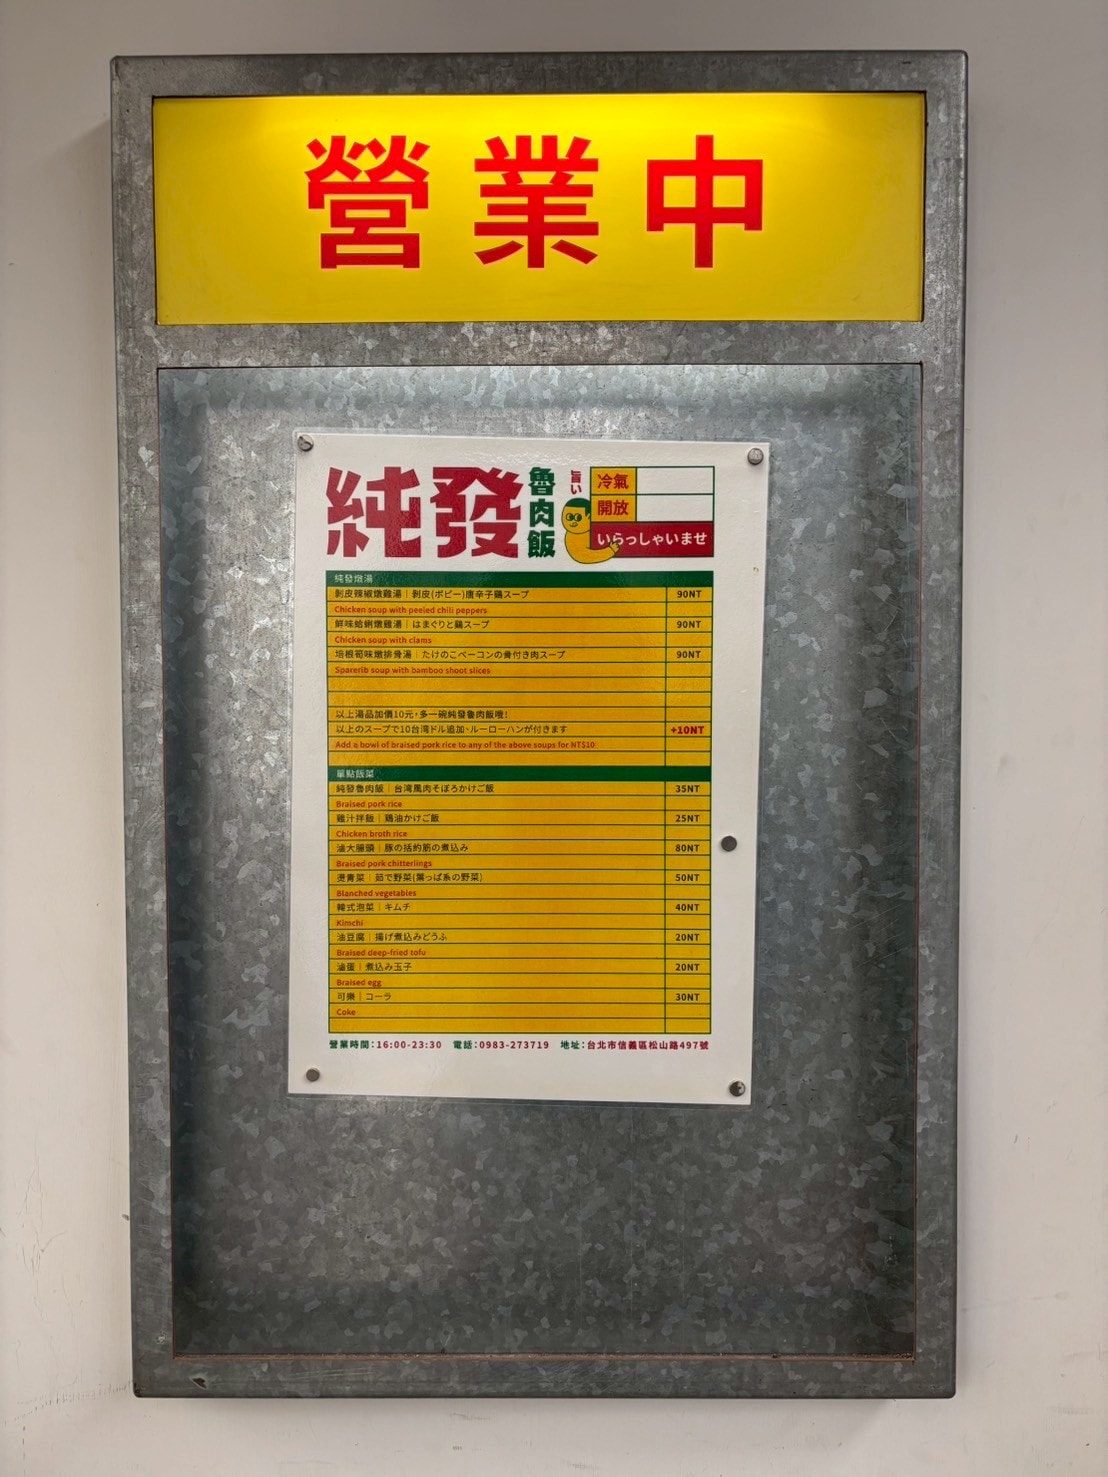 營業中
純發
魯肉飯
旨い
冷氣
開放
いらっしゃいませ
純發燉湯
剝皮辣椒燉雞湯｜剥皮(ボピー)唐辛子鶏スープ 90NT
Chicken soup with peeled chili peppers
鮮味蛤蜊燉雞湯｜はまぐりと鶏スープ 90NT
Chicken soup with clams
培根筍味燉排骨湯｜たけのこベーコンの骨付き肉スープ 90NT
Sparerib soup with bamboo shoot slices
以上湯品加價10元，多一碗純發魯肉飯哦！
以上のスープで10台湾ドル追加、ルーローハンが付きます +10NT
Add a bowl of braised pork rice to any of the above soups for NT$10
單點飯菜
純發魯肉飯｜台湾風肉そぼろかけご飯 35NT
Braised pork rice
雞汁拌飯｜鶏油かけご飯 25NT
Chicken broth rice
滷大腸頭｜豚の括約筋の煮込み 80NT
Braised pork chitterlings
燙青菜｜茹で野菜(葉っぱ系の野菜) 50NT
Blanched vegetables
韓式泡菜｜キムチ 40NT
Kimchi
油豆腐｜揚げ煮込みどうふ 20NT
Braised deep-fried tofu
滷蛋｜煮込み玉子 20NT
Braised egg
可樂｜コーラ 30NT
Coke
營業時間：16:00-23:30 電話：0983-273719 地址：台北市信義區松山路497號